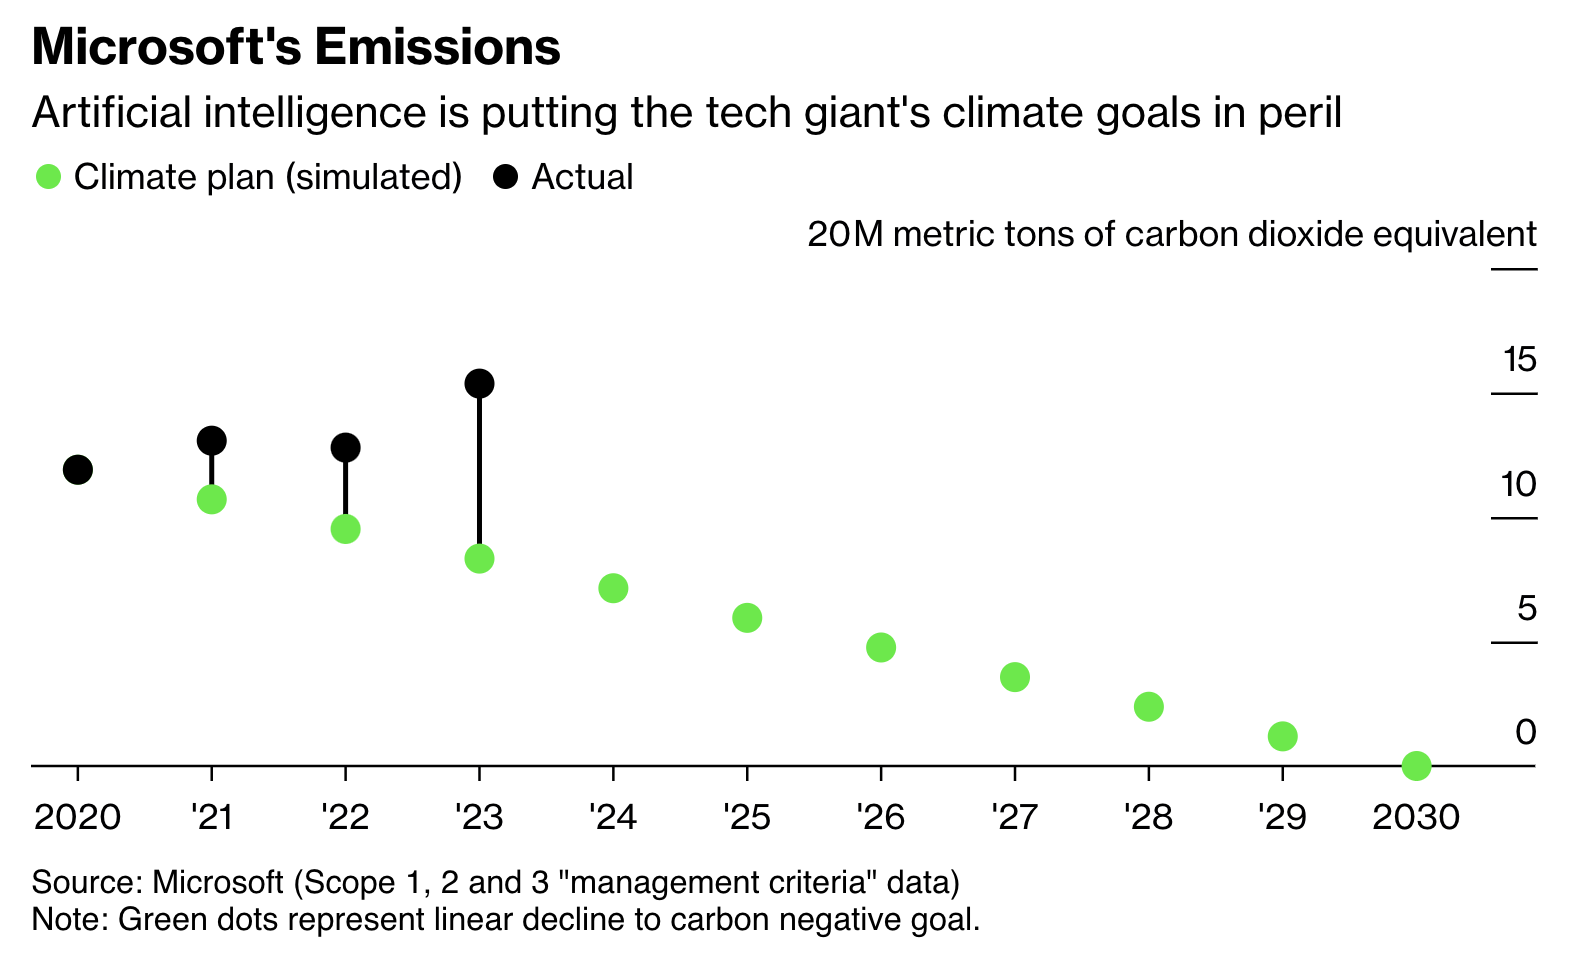 Microsoft's Emissions
Artificial intelligence is putting the tech giant's climate goals in peril
Climate plan (simulated) Actual
20M metric tons of carbon dioxide equivalent
15
10
5
0
2020 '21 '22 '23 '24 '25 '26 '27 '28 '29 2030
Source: Microsoft (Scope 1, 2 and 3 "management criteria" data)
Note: Green dots represent linear decline to carbon negative goal.